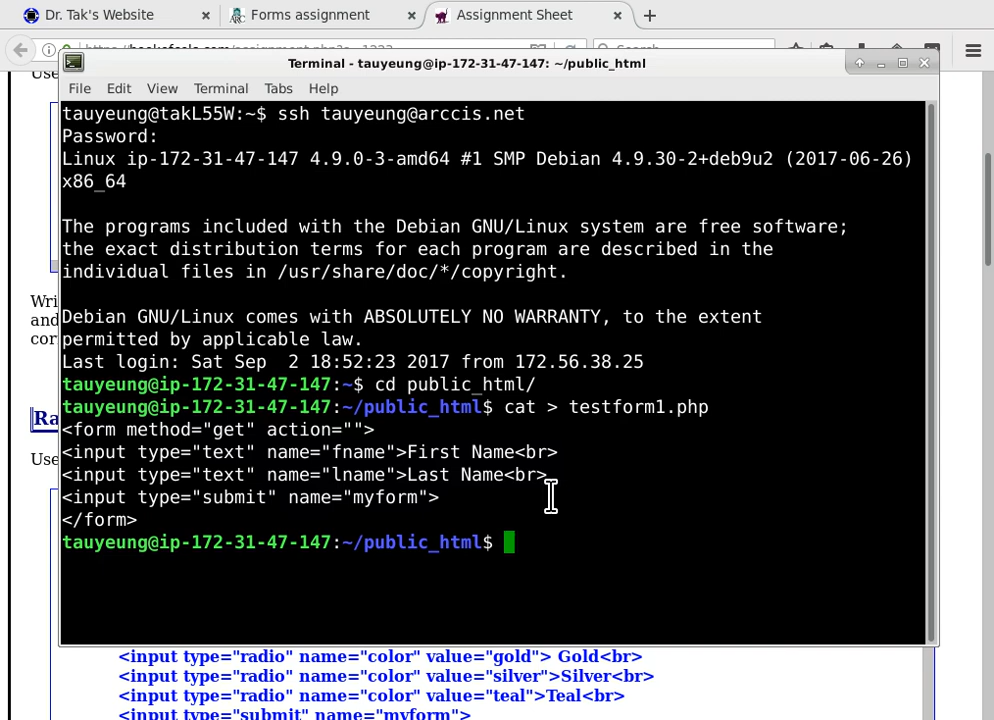 Dr. Tak's Website
Forms assignment
Assignment Sheet
Search
Use
Terminal - tauyeung@ip-172-31-47-147: ~/public_html
File Edit View Terminal Tabs Help
tauyeung@takL55W:~$ ssh tauyeung@arccis.net
Password:
Linux ip-172-31-47-147 4.9.0-3-amd64 #1 SMP Debian 4.9.30-2+deb9u2 (2017-06-26)
x86_64
The programs included with the Debian GNU/Linux system are free software;
the exact distribution terms for each program are described in the
individual files in /usr/share/doc/*/copyright.
Debian GNU/Linux comes with ABSOLUTELY NO WARRANTY, to the extent
permitted by applicable law.
Last login: Sat Sep  2 18:52:23 2017 from 172.56.38.25
tauyeung@ip-172-31-47-147:~$ cd public_html/
tauyeung@ip-172-31-47-147:~/public_html$ cat > testform1.php
<form method="get" action="">
<input type="text" name="fname">First Name<br>
<input type="text" name="lname">Last Name<br>
<input type="submit" name="myform">
</form>
tauyeung@ip-172-31-47-147:~/public_html$
Wri
and
cor
Ra
Use
<input type="radio" name="color" value="gold"> Gold<br>
<input type="radio" name="color" value="silver">Silver<br>
<input type="radio" name="color" value="teal">Teal<br>
<input type="submit" name="myform">